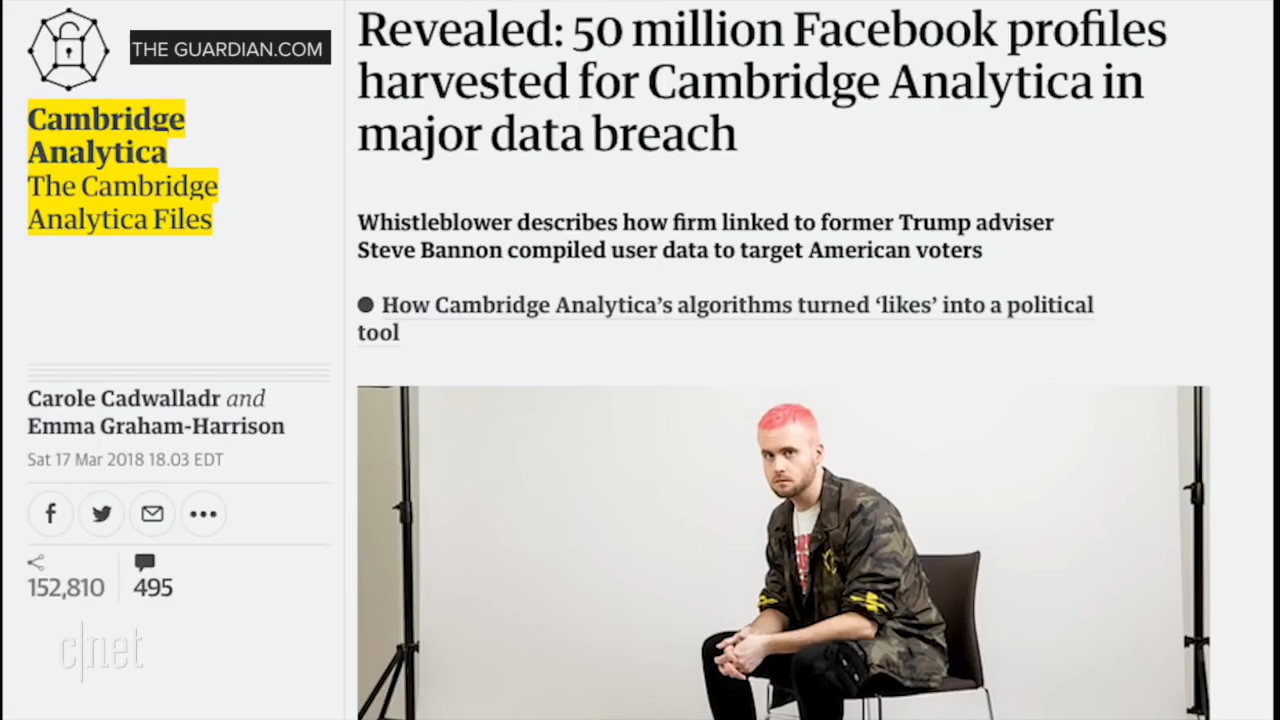 THE GUARDIAN.COM
Cambridge
Analytica
The Cambridge
Analytica Files
Revealed: 50 million Facebook profiles
harvested for Cambridge Analytica in
major data breach
Whistleblower describes how firm linked to former Trump adviser
Steve Bannon compiled user data to target American voters
● How Cambridge Analytica’s algorithms turned ‘likes’ into a political
tool
Carole Cadwalladr and
Emma Graham-Harrison
Sat 17 Mar 2018 18.03 EDT
152,810 495
c|net